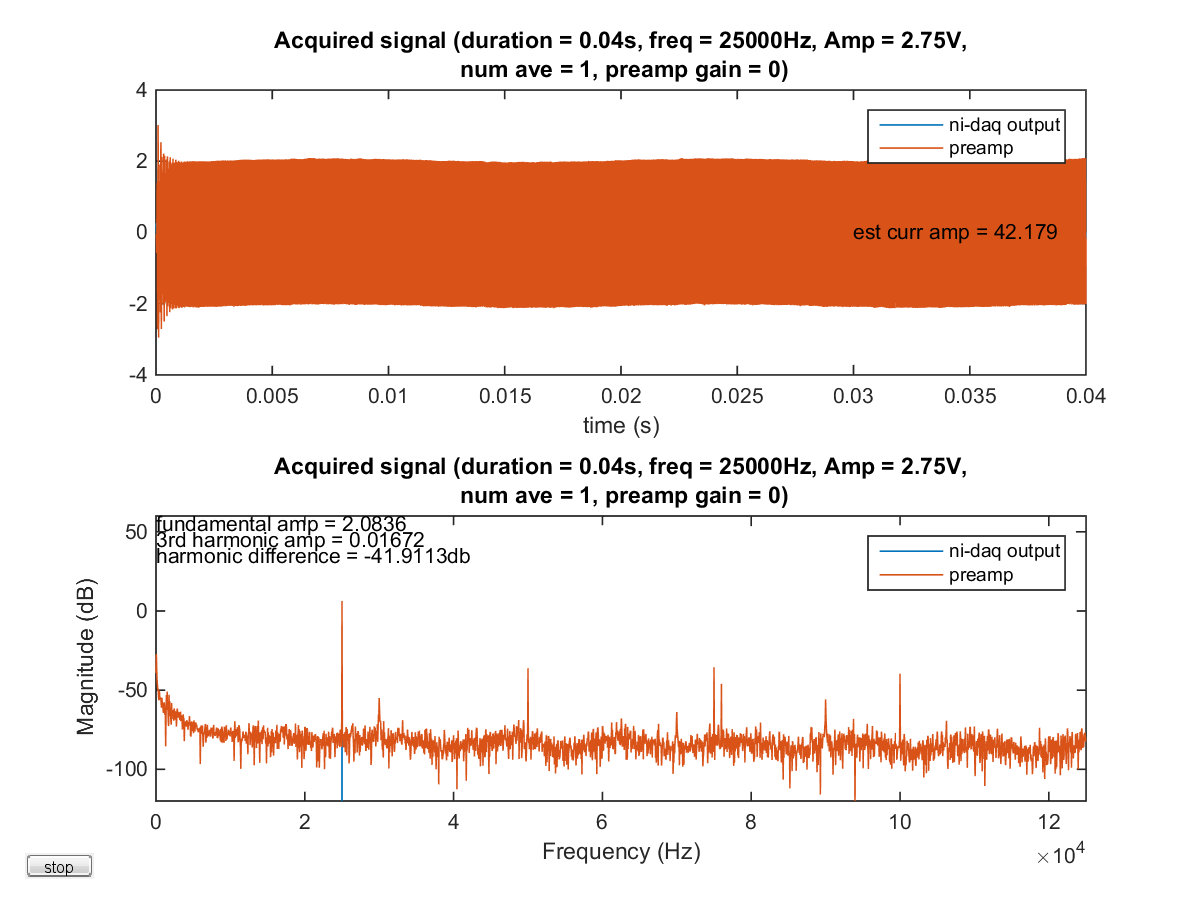 Acquired signal (duration = 0.04s, freq = 25000Hz, Amp = 2.75V,
num ave = 1, preamp gain = 0)
4
2
0
-2
-4
ni-daq output
preamp
est curr amp = 42.179
0 0.005 0.01 0.015 0.02 0.025 0.03 0.035 0.04
time (s)
Acquired signal (duration = 0.04s, freq = 25000Hz, Amp = 2.75V,
num ave = 1, preamp gain = 0)
fundamental amp = 2.0836
3rd harmonic amp = 0.01672
harmonic difference = -41.9113db
ni-daq output
preamp
Magnitude (dB)
50
0
-50
-100
0 2 4 6 8 10 12
Frequency (Hz)
×10^4
stop